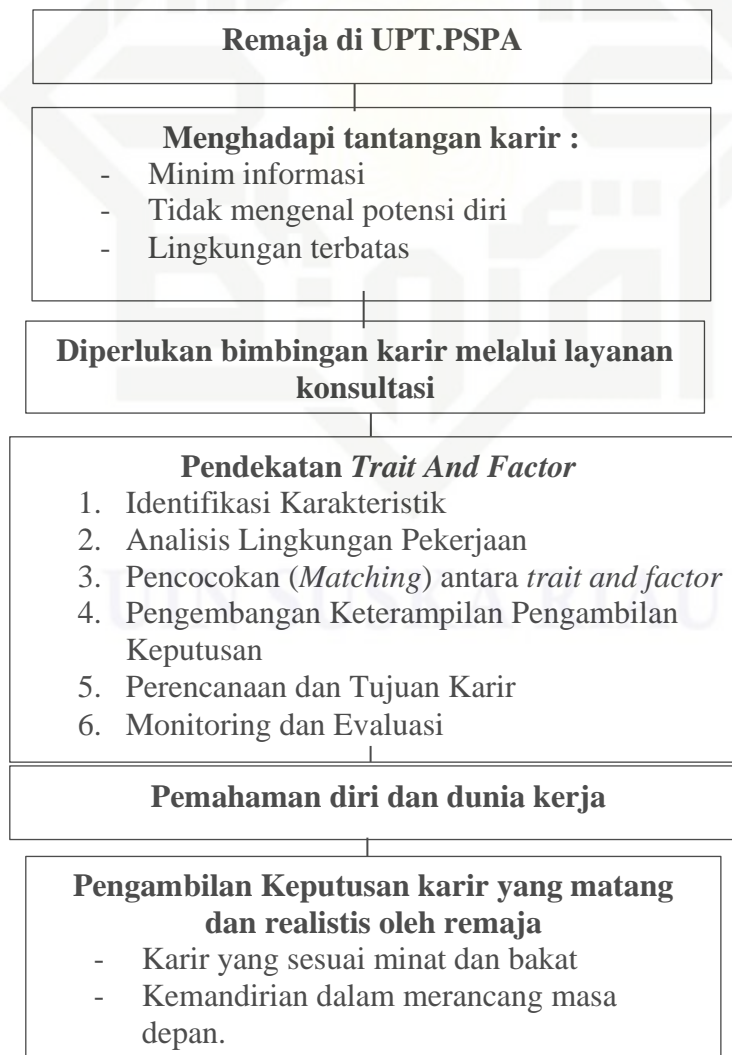 Remaja di UPT.PSPA
Menghadapi tantangan karir :
- Minim informasi
- Tidak mengenal potensi diri
- Lingkungan terbatas
Diperlukan bimbingan karir melalui layanan
konsultasi
Pendekatan Trait And Factor
1. Identifikasi Karakteristik
2. Analisis Lingkungan Pekerjaan
3. Pencocokan (Matching) antara trait and factor
4. Pengembangan Keterampilan Pengambilan
Keputusan
5. Perencanaan dan Tujuan Karir
6. Monitoring dan Evaluasi
UIN SUSKA RIAU
Pemahaman diri dan dunia kerja
Pengambilan Keputusan karir yang matang
dan realistis oleh remaja
- Karir yang sesuai minat dan bakat
- Kemandirian dalam merancang masa
depan.